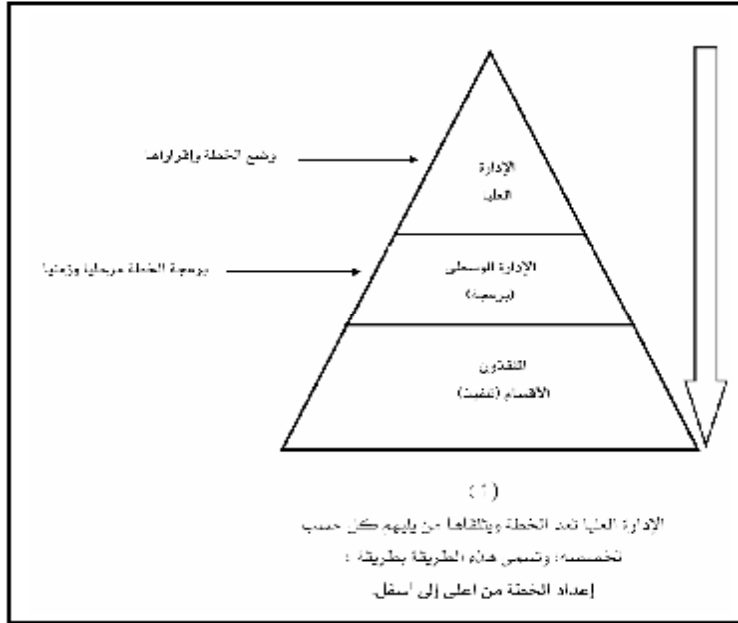 وضع الخطة وإقراراها
الإدارة
العليا
برمجة الخطة مرحليا وزمنيا
الإدارة الوسطى
(برمجة)
المنفذون
الأقسام (تنفيذ)
(1)
الإدارة العليا تعد الخطة ويتلقاها من يليهم كل حسب
تخصصه، وتسمى هذه الطريقة بطريقة :
إعداد الخطة من أعلى إلى أسفل.